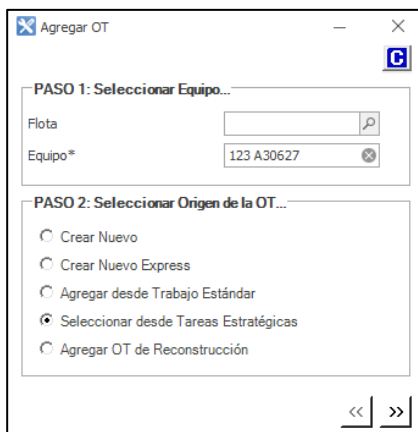 Agregar OT
C
PASO 1: Seleccionar Equipo...
Flota
Equipo* 123 A30627
PASO 2: Seleccionar Origen de la OT...
Crear Nuevo
Crear Nuevo Express
Agregar desde Trabajo Estándar
Seleccionar desde Tareas Estratégicas
Agregar OT de Reconstrucción
<< >>